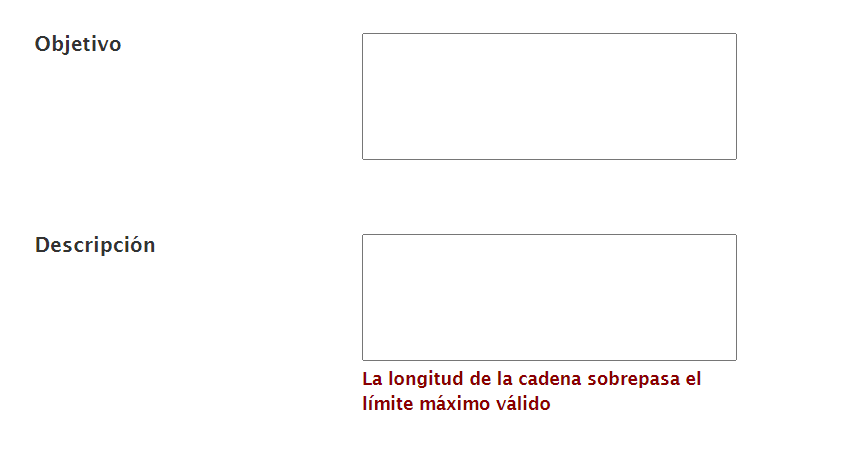 Objetivo
Descripción
La longitud de la cadena sobrepasa el
límite máximo válido